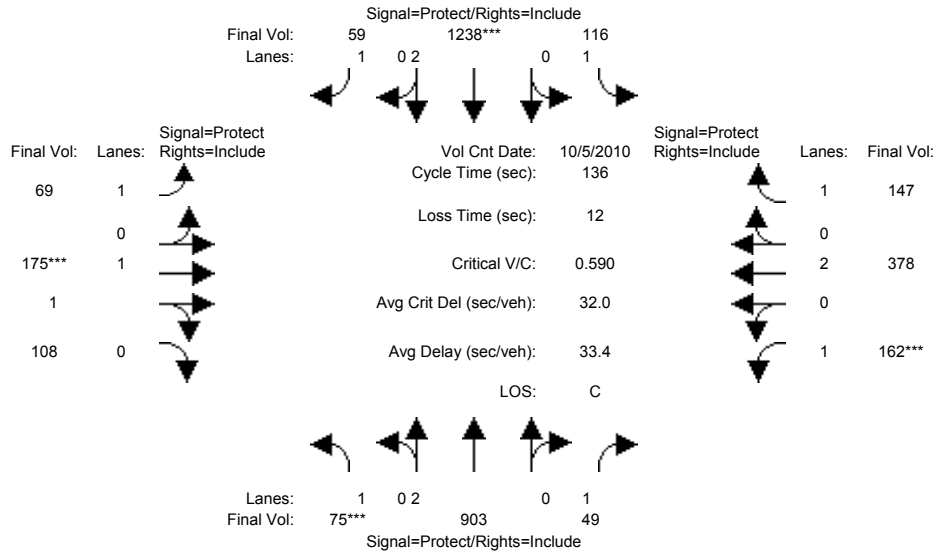 Signal=Protect/Rights=Include
Final Vol: 59 1238*** 116
Lanes: 1 0 2 0 1
Signal=Protect Signal=Protect
Final Vol: Lanes: Rights=Include Vol Cnt Date: 10/5/2010 Rights=Include Lanes: Final Vol:
Cycle Time (sec): 136
69 1 1 147
Loss Time (sec): 12
0 0
175*** 1 Critical V/C: 0.590 2 378
1 Avg Crit Del (sec/veh): 32.0 0
108 0 Avg Delay (sec/veh): 33.4 1 162***
LOS: C
Lanes: 1 0 2 0 1
Final Vol: 75*** 903 49
Signal=Protect/Rights=Include